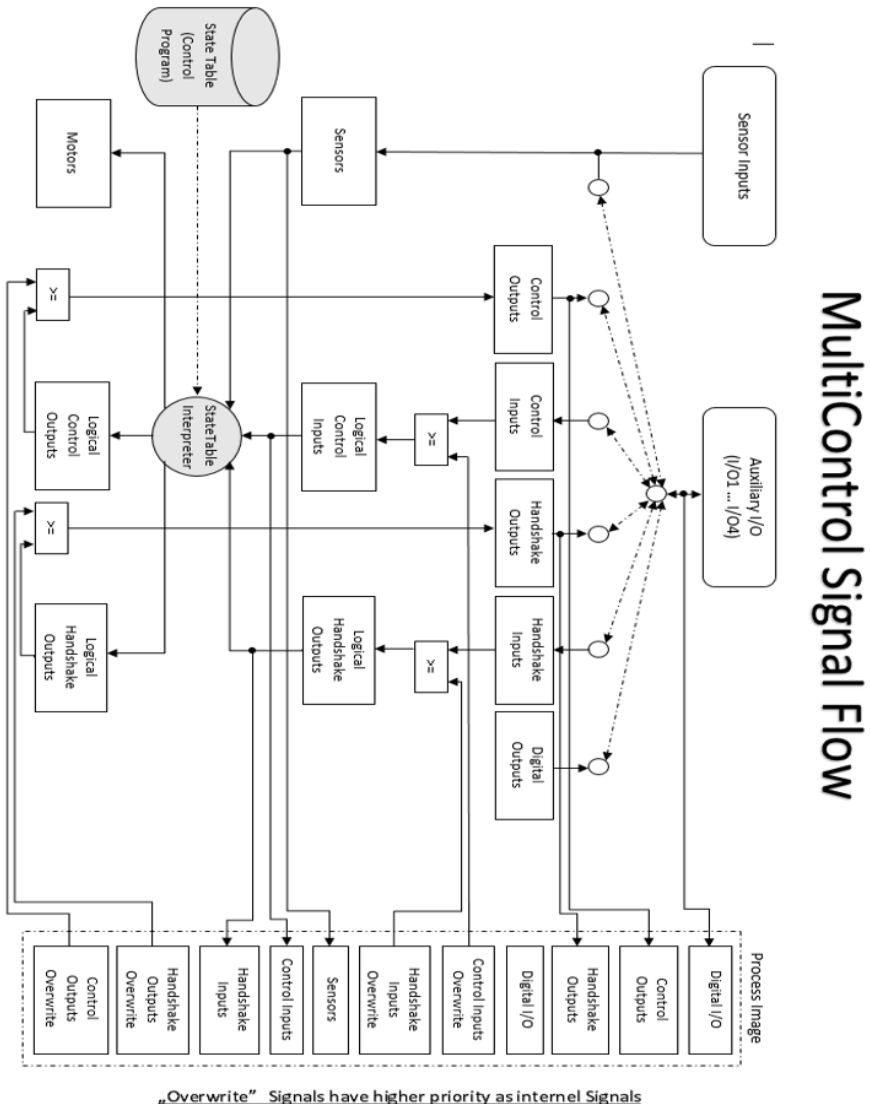 MultiControl Signal Flow
Sensor Inputs
Auxiliary I/O
(I/O1 ... I/O4)
Process Image
Digital I/O
Control
Outputs
Handshake
Outputs
Control
Outputs
Control
Inputs
Handshake
Outputs
Handshake
Inputs
Digital
Outputs
Digital I/O
Control Inputs
Overwrite
>=
>=
Handshake
Inputs
Overwrite
Sensors
Logical
Control
Inputs
Logical
Handshake
Outputs
Sensors
Control Inputs
Handshake
Inputs
State Table
(Control
Program)
StateTable
Interpreter
Handshake
Outputs
Overwrite
Motors
>=
Logical
Control
Outputs
>=
Logical
Handshake
Outputs
Control
Outputs
Overwrite
„Overwrite” Signals have higher priority as internel Signals